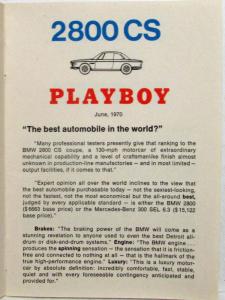 2800 CS
PLAYBOY
June, 1970
"The best automobile in the world?"
"Many professional testers presently give that ranking to the
BMW 2800 CS coupe, a 130-mph motorcar of extraordinary
mechanical capability and a level of craftsmanlike finish almost
unknown in production-line manufactories — and in most limited-
output facilities, if it comes to that."
"Expert opinion all over the world inclines to the view that
the best automobile purchasable today — not the sexiest-looking,
not the fastest, not the most economical but the all-around best,
judged by every applicable standard — is either the BMW 2800
($6663 base price) or the Mercedes-Benz 300 SEL 6.3 ($15,122
base price)."
Brakes: "The braking power of the BMW will come as a
stunning revelation to anyone used to even the best Detroit all-
drum or disk-and-drum systems." Engine: "The BMW engine ...
produces the spinning sensation – the sensation that it is friction-
free and connected to nothing at all – that is the hallmark of the
true high-performance engine." Luxury: "This is a luxury motor-
car by absolute definition: incredibly comfortable, fast, stable,
quiet and with every foreseeable contingency anticipated and
provided for."